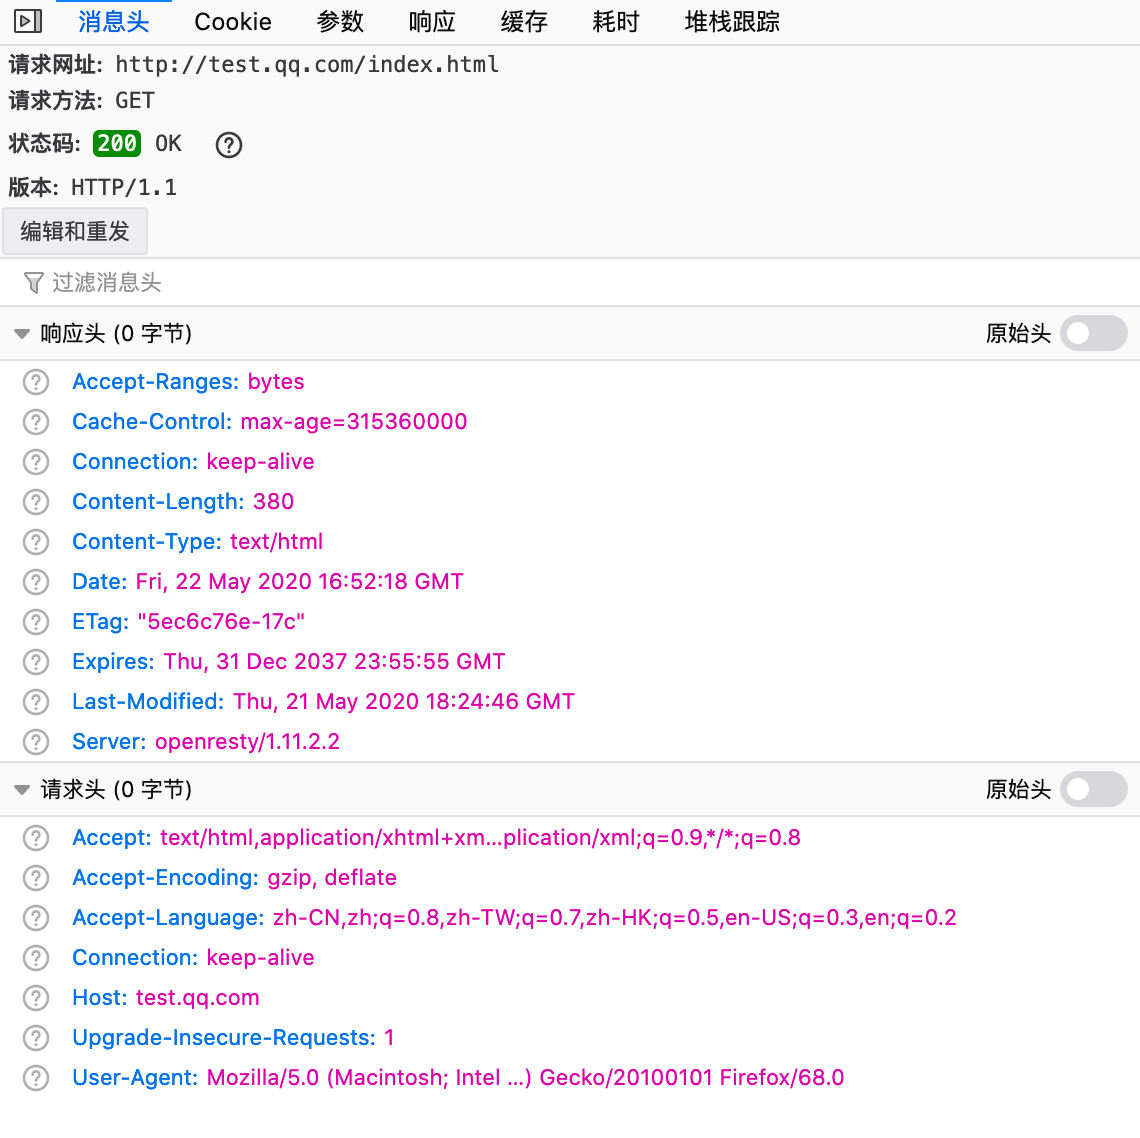 消息头 Cookie 参数 响应 缓存 耗时 堆栈跟踪
请求网址: http://test.qq.com/index.html
请求方法: GET
状态码: 200 OK
版本: HTTP/1.1
编辑和重发
过滤消息头
响应头 (0 字节) 原始头
Accept-Ranges: bytes
Cache-Control: max-age=315360000
Connection: keep-alive
Content-Length: 380
Content-Type: text/html
Date: Fri, 22 May 2020 16:52:18 GMT
ETag: "5ec6c76e-17c"
Expires: Thu, 31 Dec 2037 23:55:55 GMT
Last-Modified: Thu, 21 May 2020 18:24:46 GMT
Server: openresty/1.11.2.2
请求头 (0 字节) 原始头
Accept: text/html,application/xhtml+xm…plication/xml;q=0.9,*/*;q=0.8
Accept-Encoding: gzip, deflate
Accept-Language: zh-CN,zh;q=0.8,zh-TW;q=0.7,zh-HK;q=0.5,en-US;q=0.3,en;q=0.2
Connection: keep-alive
Host: test.qq.com
Upgrade-Insecure-Requests: 1
User-Agent: Mozilla/5.0 (Macintosh; Intel …) Gecko/20100101 Firefox/68.0